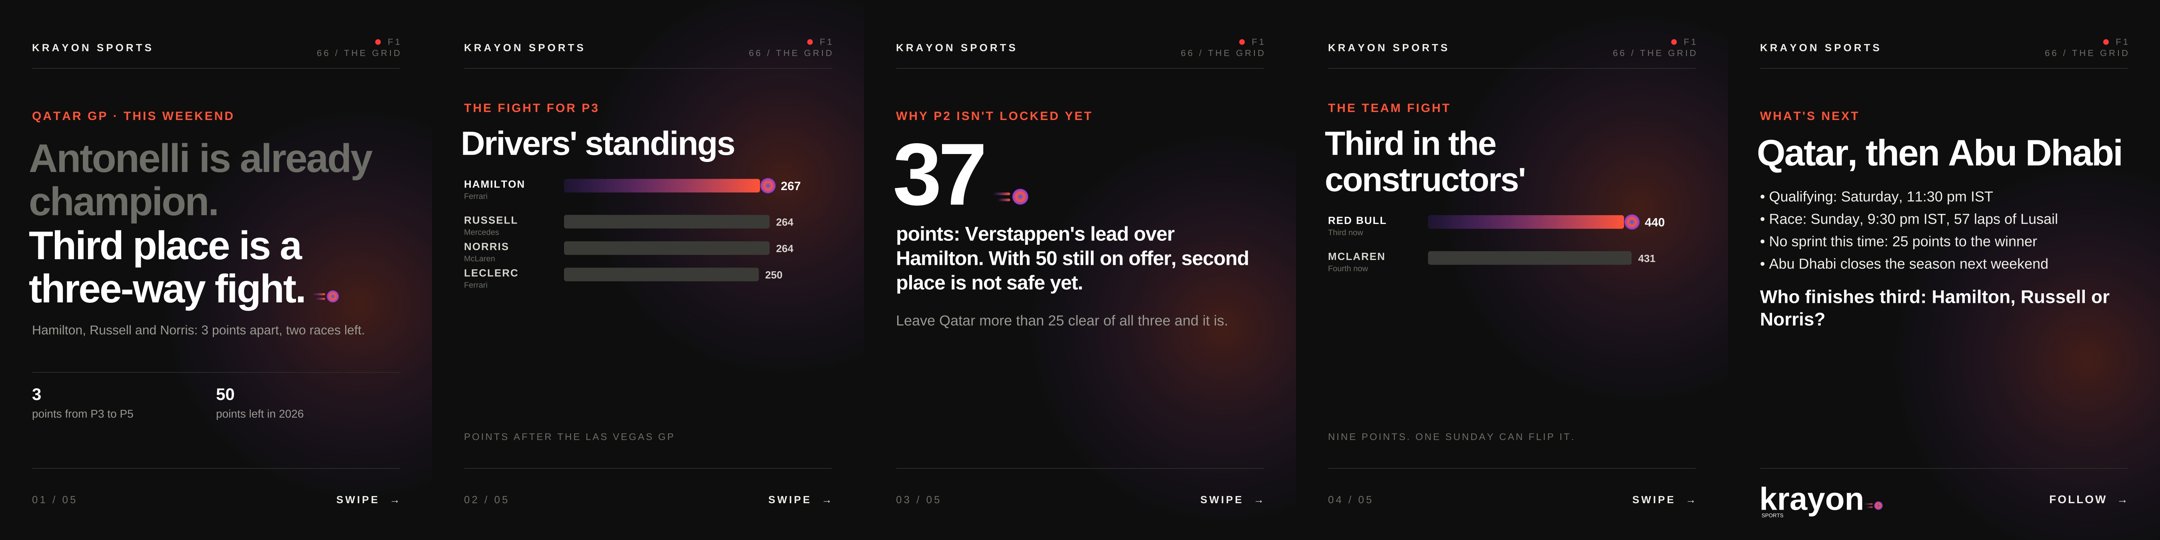 KRAYON SPORTS
F1
66 / THE GRID
QATAR GP · THIS WEEKEND
Antonelli is already
champion.
Third place is a
three-way fight.
Hamilton, Russell and Norris: 3 points apart, two races left.
3
points from P3 to P5
50
points left in 2026
01 / 05
SWIPE →
KRAYON SPORTS
F1
66 / THE GRID
THE FIGHT FOR P3
Drivers' standings
HAMILTON
Ferrari
267
RUSSELL
Mercedes
264
NORRIS
McLaren
264
LECLERC
Ferrari
250
POINTS AFTER THE LAS VEGAS GP
02 / 05
SWIPE →
KRAYON SPORTS
F1
66 / THE GRID
WHY P2 ISN'T LOCKED YET
37
points: Verstappen's lead over
Hamilton. With 50 still on offer, second
place is not safe yet.
Leave Qatar more than 25 clear of all three and it is.
03 / 05
SWIPE →
KRAYON SPORTS
F1
66 / THE GRID
THE TEAM FIGHT
Third in the
constructors'
RED BULL
Third now
440
MCLAREN
Fourth now
431
NINE POINTS. ONE SUNDAY CAN FLIP IT.
04 / 05
SWIPE →
KRAYON SPORTS
F1
66 / THE GRID
WHAT'S NEXT
Qatar, then Abu Dhabi
• Qualifying: Saturday, 11:30 pm IST
• Race: Sunday, 9:30 pm IST, 57 laps of Lusail
• No sprint this time: 25 points to the winner
• Abu Dhabi closes the season next weekend
Who finishes third: Hamilton, Russell or
Norris?
krayon
SPORTS
FOLLOW →